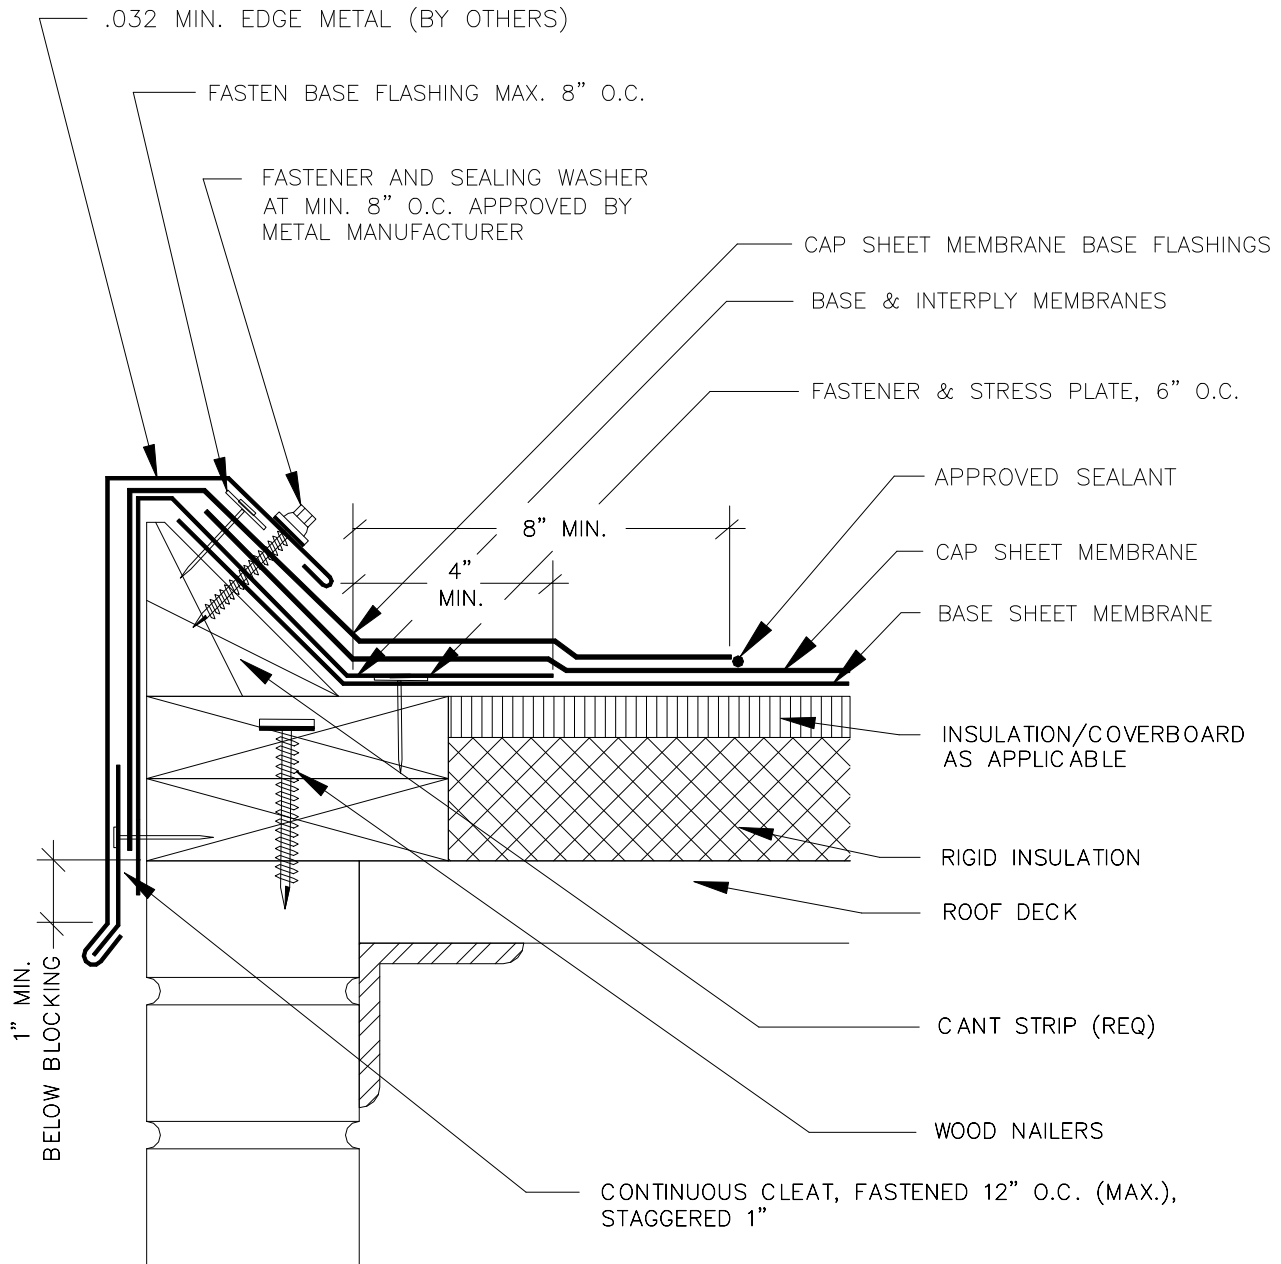 .032 MIN. EDGE METAL (BY OTHERS)
FASTEN BASE FLASHING MAX. 8” O.C.
FASTENER AND SEALING WASHER
AT MIN. 8” O.C. APPROVED BY
METAL MANUFACTURER
CAP SHEET MEMBRANE BASE FLASHINGS
BASE & INTERPLY MEMBRANES
FASTENER & STRESS PLATE, 6” O.C.
APPROVED SEALANT
8” MIN.
CAP SHEET MEMBRANE
4”
MIN.
BASE SHEET MEMBRANE
INSULATION/COVERBOARD
AS APPLICABLE
RIGID INSULATION
ROOF DECK
1” MIN.
BELOW BLOCKING
CANT STRIP (REQ)
WOOD NAILERS
CONTINUOUS CLEAT, FASTENED 12” O.C. (MAX.),
STAGGERED 1”